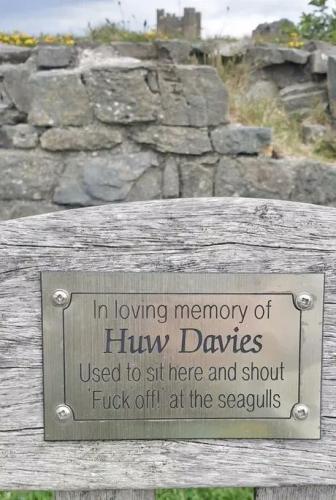 In loving memory of
Huw Davies
Used to sit here and shout
'Fuck off!' at the seagulls